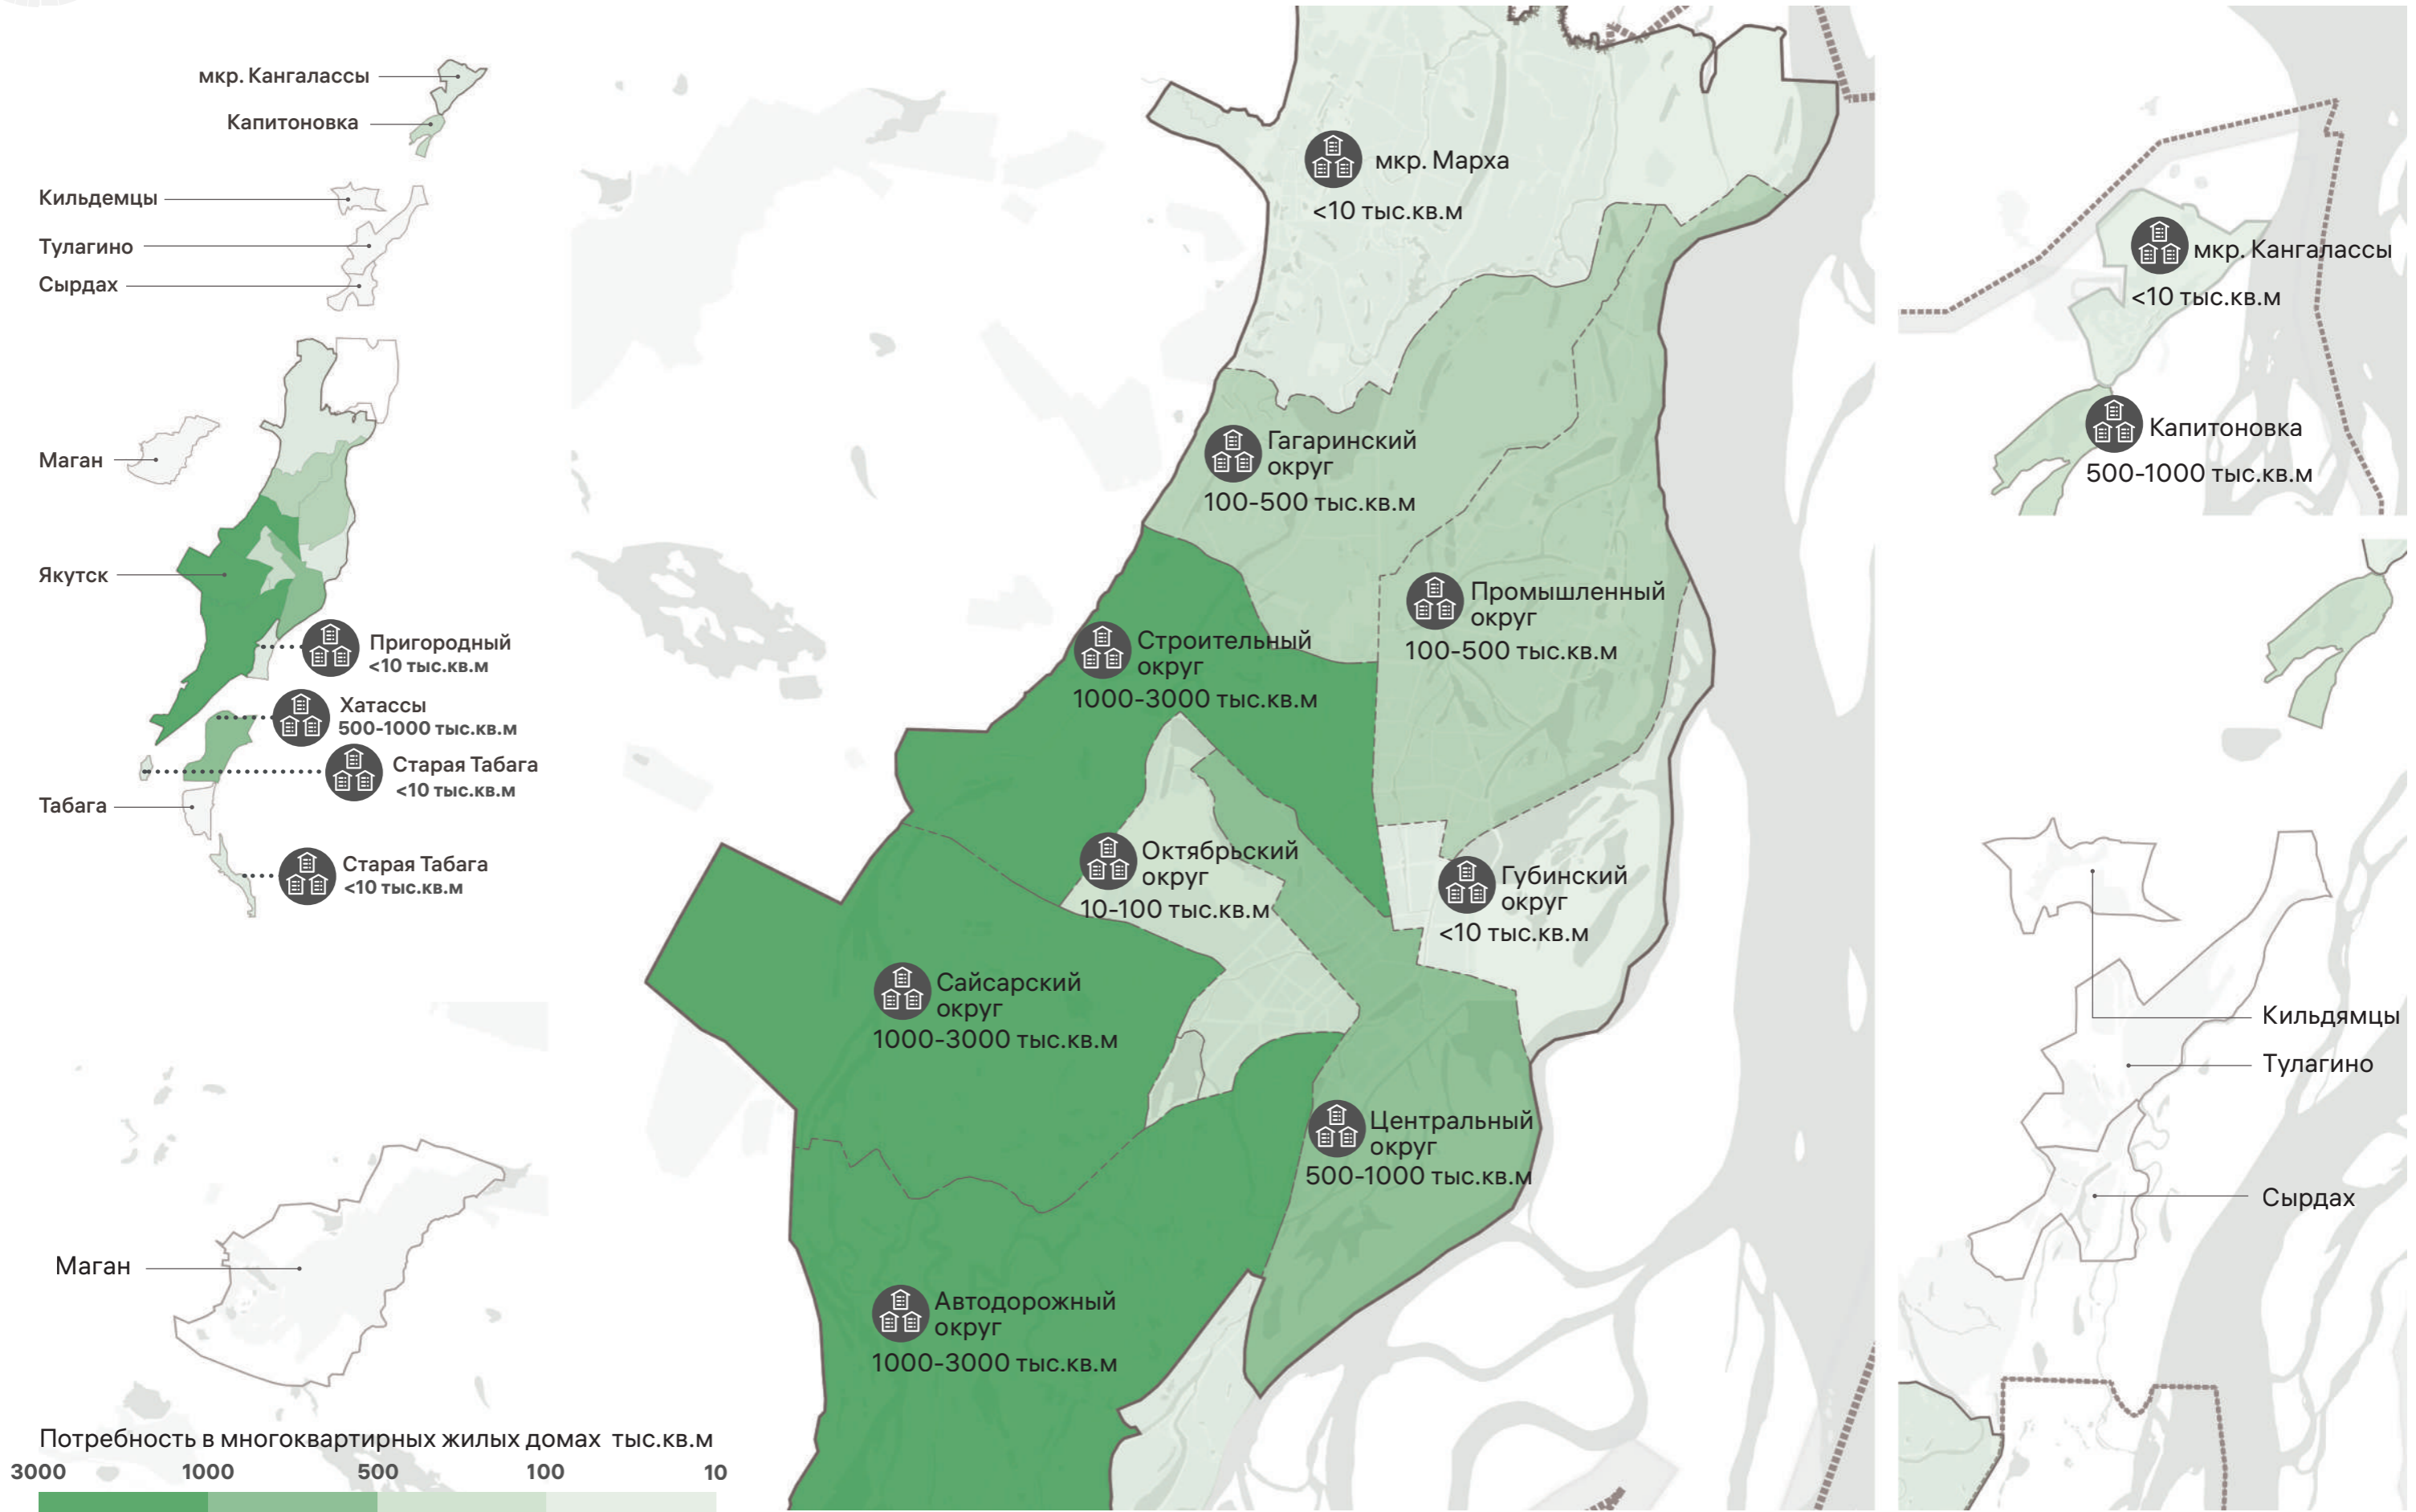 мкр. Кангалассы
Капитоновка
Кильдемцы
Тулагино
Сырдах
Маган
Якутск
Пригородный
<10 тыс.кв.м
Хатассы
500-1000 тыс.кв.м
Старая Табага
<10 тыс.кв.м
Табага
Старая Табага
<10 тыс.кв.м
Маган
Потребность в многоквартирных жилых домах тыс.кв.м
3000 1000 500 100 10
мкр. Марха
<10 тыс.кв.м
Гагаринский
округ
100-500 тыс.кв.м
Промышленный
округ
100-500 тыс.кв.м
Строительный
округ
1000-3000 тыс.кв.м
Октябрьский
округ
10-100 тыс.кв.м
Губинский
округ
<10 тыс.кв.м
Сайсарский
округ
1000-3000 тыс.кв.м
Центральный
округ
500-1000 тыс.кв.м
Автодорожный
округ
1000-3000 тыс.кв.м
мкр. Кангалассы
<10 тыс.кв.м
Капитоновка
500-1000 тыс.кв.м
Кильдямцы
Тулагино
Сырдах